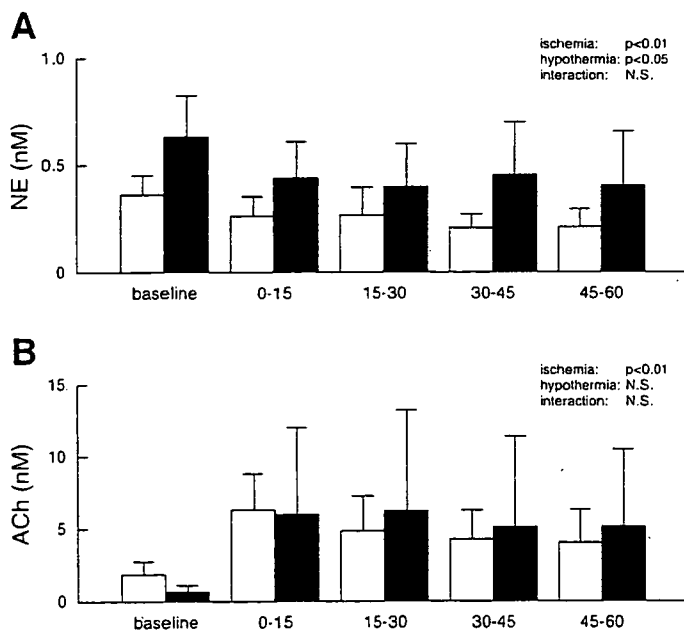 A
ischemia: p<0.01
hypothermia: p<0.05
interaction: N.S.
1.0
0.5
0
NE (nM)
baseline 0-15 15-30 30-45 45-60
B
ischemia: p<0.01
hypothermia: N.S.
interaction: N.S.
15
10
5
0
ACh (nM)
baseline 0-15 15-30 30-45 45-60